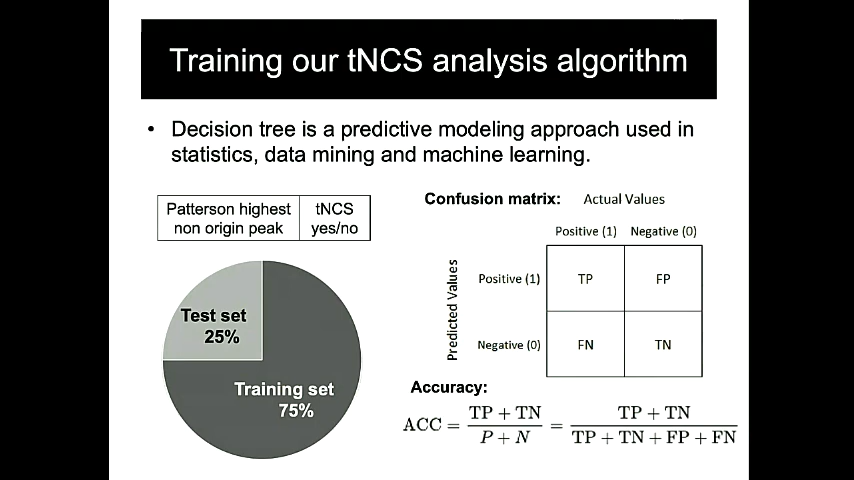 Training our tNCS analysis algorithm
• Decision tree is a predictive modeling approach used in
statistics, data mining and machine learning.
Patterson highest
non origin peak
tNCS
yes/no
Test set
25%
Training set
75%
Confusion matrix:
Actual Values
Positive (1) Negative (0)
Predicted Values
Positive (1) TP FP
Negative (0) FN TN
Accuracy:
ACC = (TP + TN) / (P + N) = (TP + TN) / (TP + TN + FP + FN)